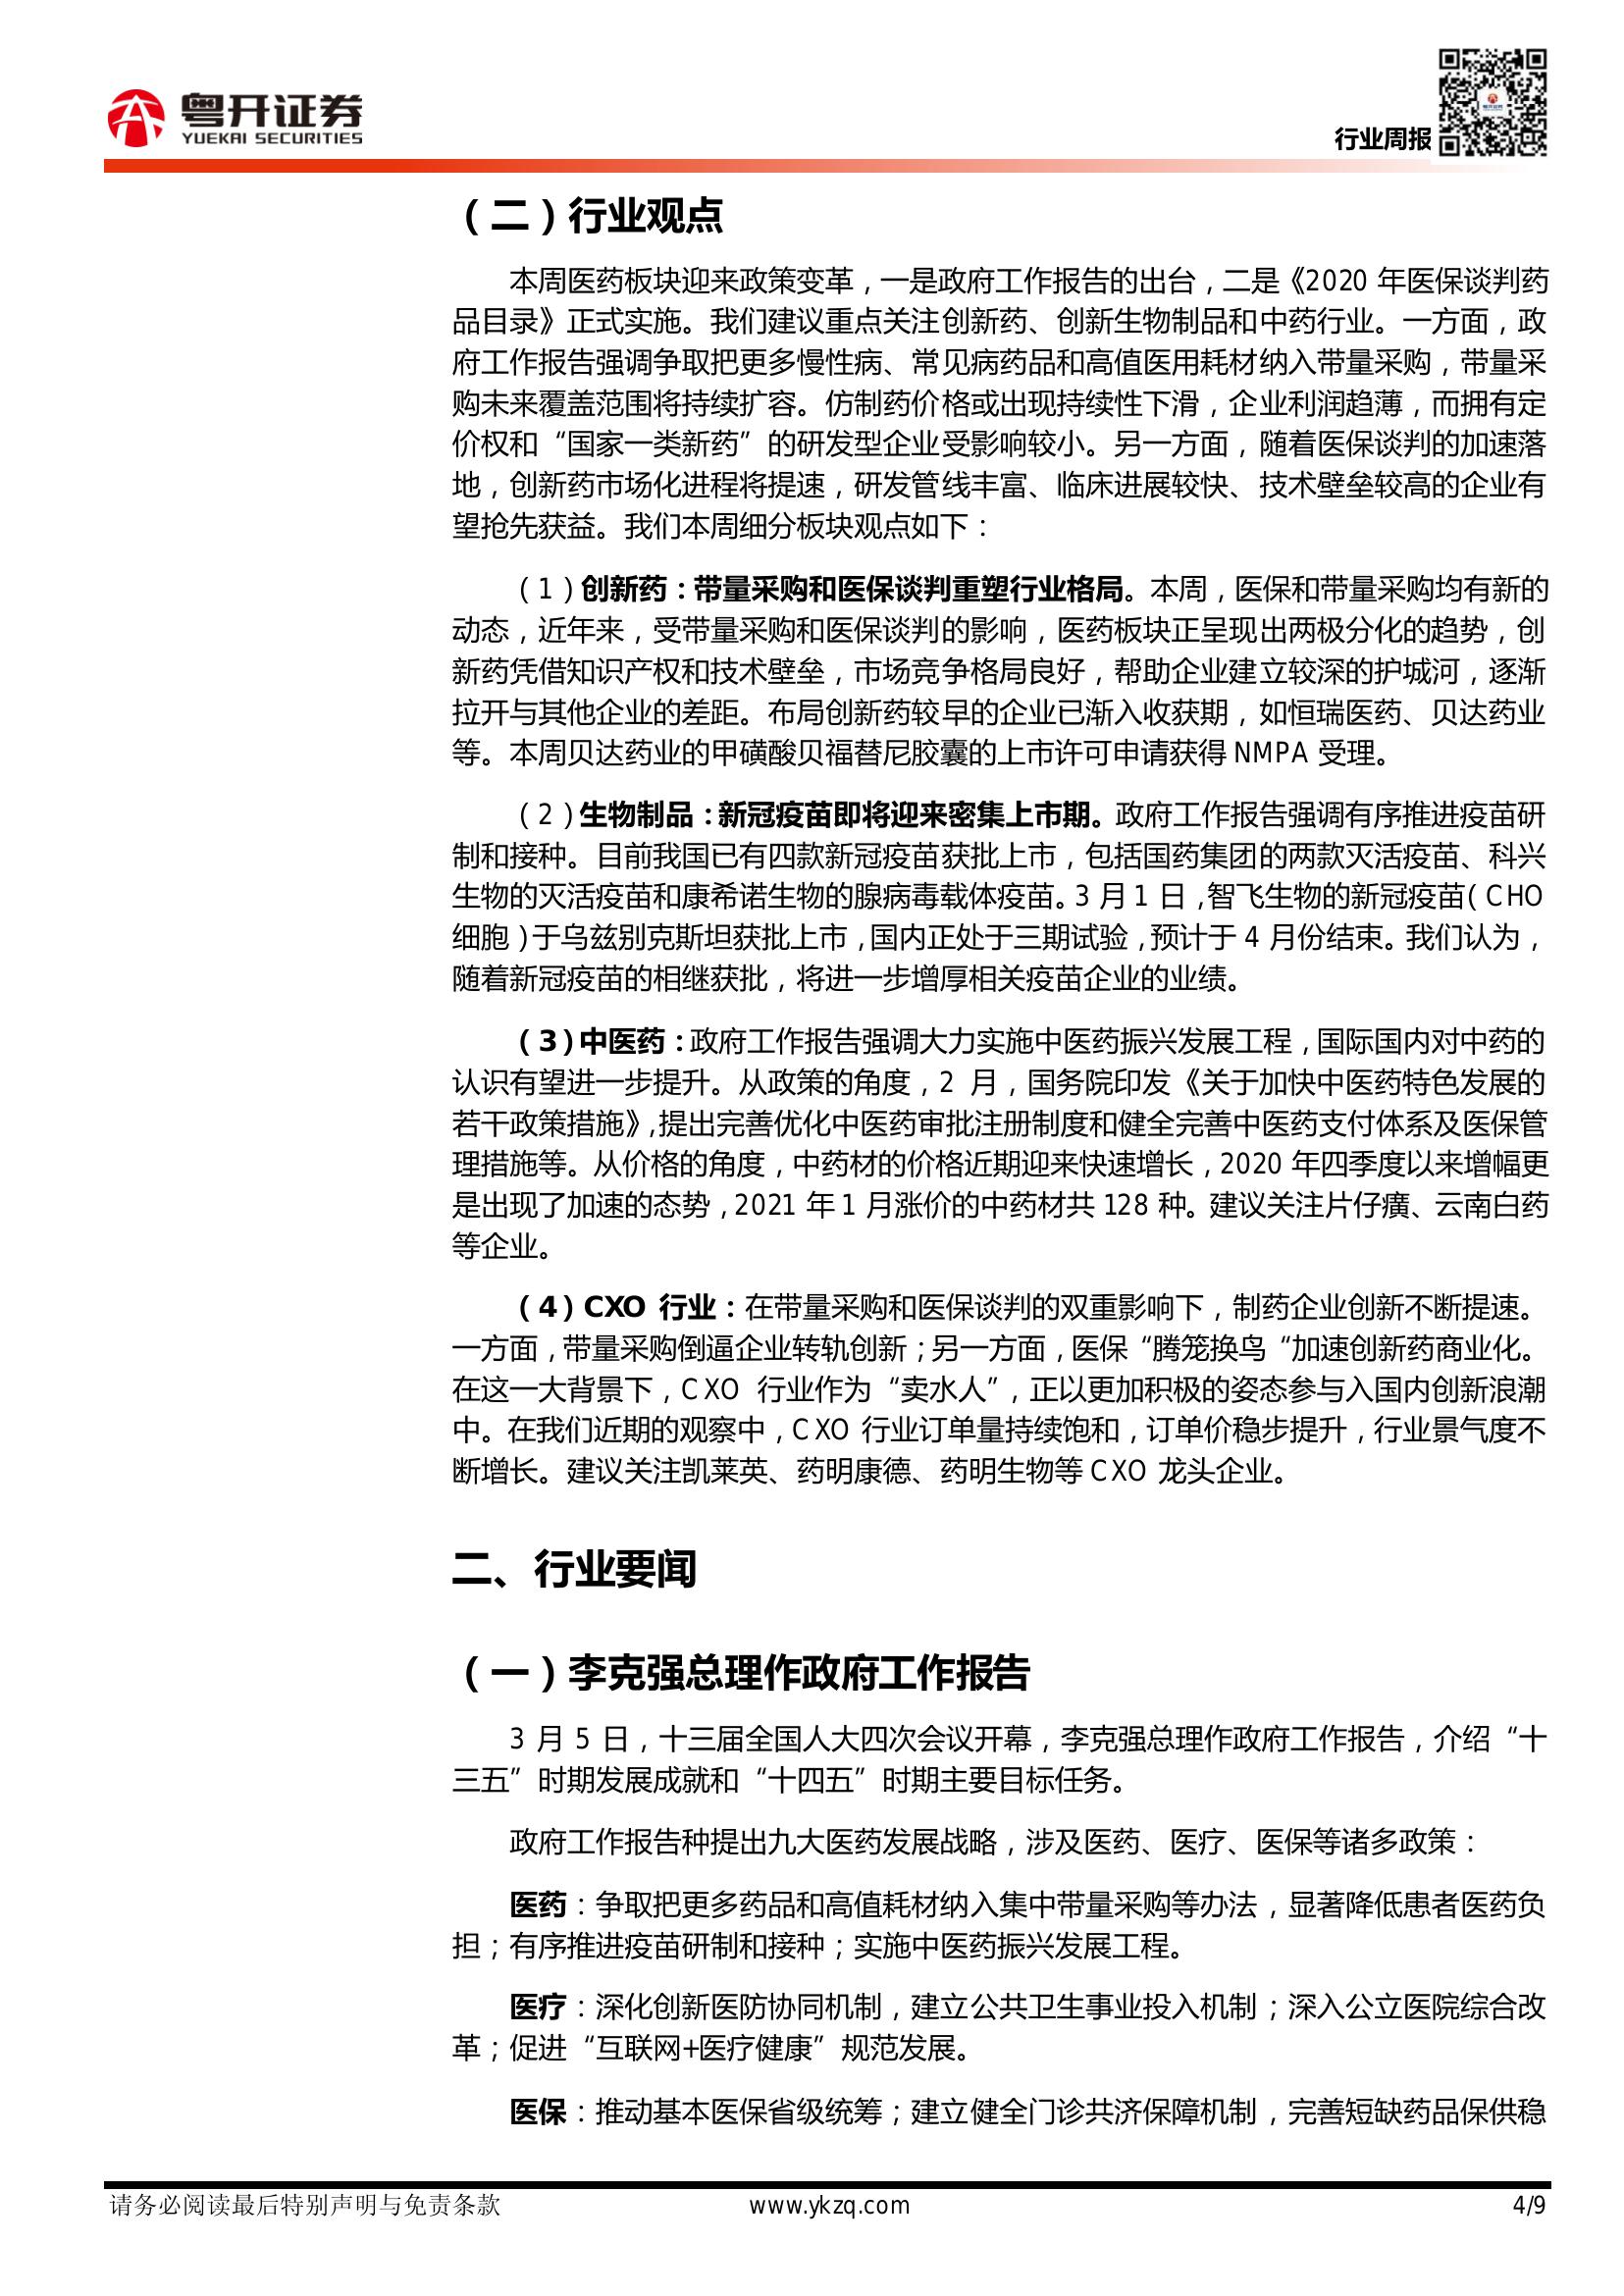 粤开证券
YUEKAI SECURITIES
行业周报
（二）行业观点
本周医药板块迎来政策变革，一是政府工作报告的出台，二是《2020 年医保谈判药
品目录》正式实施。我们建议重点关注创新药、创新生物制品和中药行业。一方面，政
府工作报告强调争取把更多慢性病、常见病药品和高值医用耗材纳入带量采购，带量采
购未来覆盖范围将持续扩容。仿制药价格或出现持续性下滑，企业利润趋薄，而拥有定
价权和“国家一类新药”的研发型企业受影响较小。另一方面，随着医保谈判的加速落
地，创新药市场化进程将提速，研发管线丰富、临床进展较快、技术壁垒较高的企业有
望抢先获益。我们本周细分板块观点如下：
（1）创新药：带量采购和医保谈判重塑行业格局。本周，医保和带量采购均有新的
动态，近年来，受带量采购和医保谈判的影响，医药板块正呈现出两极分化的趋势，创
新药凭借知识产权和技术壁垒，市场竞争格局良好，帮助企业建立较深的护城河，逐渐
拉开与其他企业的差距。布局创新药较早的企业已渐入收获期，如恒瑞医药、贝达药业
等。本周贝达药业的甲磺酸贝福替尼胶囊的上市许可申请获得 NMPA 受理。
（2）生物制品：新冠疫苗即将迎来密集上市期。政府工作报告强调有序推进疫苗研
制和接种。目前我国已有四款新冠疫苗获批上市，包括国药集团的两款灭活疫苗、科兴
生物的灭活疫苗和康希诺生物的腺病毒载体疫苗。3 月 1 日，智飞生物的新冠疫苗（CHO
细胞）于乌兹别克斯坦获批上市，国内正处于三期试验，预计于 4 月份结束。我们认为，
随着新冠疫苗的相继获批，将进一步增厚相关疫苗企业的业绩。
（3）中医药：政府工作报告强调大力实施中医药振兴发展工程，国际国内对中药的
认识有望进一步提升。从政策的角度，2 月，国务院印发《关于加快中医药特色发展的
若干政策措施》，提出完善优化中医药审批注册制度和健全完善中医药支付体系及医保管
理措施等。从价格的角度，中药材的价格近期迎来快速增长，2020 年四季度以来增幅更
是出现了加速的态势，2021 年 1 月涨价的中药材共 128 种。建议关注片仔癀、云南白药
等企业。
（4）CXO 行业：在带量采购和医保谈判的双重影响下，制药企业创新不断提速。
一方面，带量采购倒逼企业转轨创新；另一方面，医保“腾笼换鸟“加速创新药商业化。
在这一大背景下，CXO 行业作为“卖水人”，正以更加积极的姿态参与入国内创新浪潮
中。在我们近期的观察中，CXO 行业订单量持续饱和，订单价稳步提升，行业景气度不
断增长。建议关注凯莱英、药明康德、药明生物等 CXO 龙头企业。
二、行业要闻
（一）李克强总理作政府工作报告
3 月 5 日，十三届全国人大四次会议开幕，李克强总理作政府工作报告，介绍“十
三五”时期发展成就和“十四五”时期主要目标任务。
政府工作报告种提出九大医药发展战略，涉及医药、医疗、医保等诸多政策：
医药：争取把更多药品和高值耗材纳入集中带量采购等办法，显著降低患者医药负
担；有序推进疫苗研制和接种；实施中医药振兴发展工程。
医疗：深化创新医防协同机制，建立公共卫生事业投入机制；深入公立医院综合改
革；促进“互联网+医疗健康”规范发展。
医保：推动基本医保省级统筹；建立健全门诊共济保障机制，完善短缺药品保供稳
请务必阅读最后特别声明与免责条款
www.ykzq.com
4/9